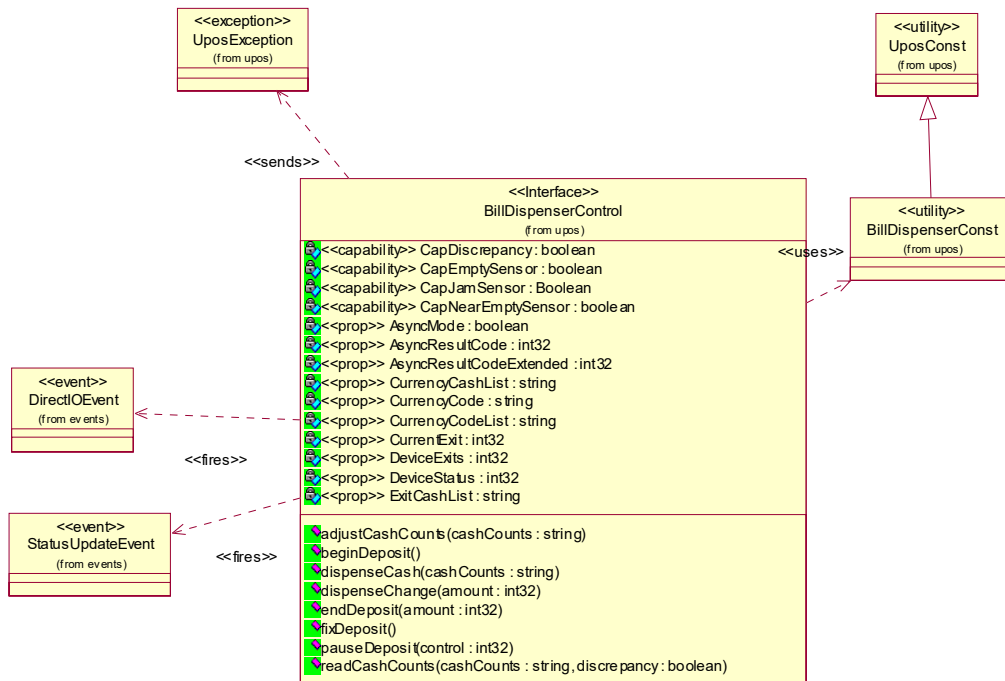 <<exception>>
UposException
(from upos)
<<utility>>
UposConst
(from upos)
<<sends>>
<<Interface>>
BillDispenserControl
(from upos)
<<utility>>
BillDispenserConst
(from upos)
<<uses>>
<<capability>> CapDiscrepancy : boolean
<<capability>> CapEmptySensor : boolean
<<capability>> CapJamSensor : Boolean
<<capability>> CapNearEmptySensor : boolean
<<prop>> AsyncMode : boolean
<<prop>> AsyncResultCode : int32
<<prop>> AsyncResultCodeExtended : int32
<<prop>> CurrencyCashList : string
<<prop>> CurrencyCode : string
<<prop>> CurrencyCodeList : string
<<prop>> CurrentExit : int32
<<prop>> DeviceExits : int32
<<prop>> DeviceStatus : int32
<<prop>> ExitCashList : string
<<event>>
DirectIOEvent
(from events)
<<fires>>
<<event>>
StatusUpdateEvent
(from events)
<<fires>>
adjustCashCounts(cashCounts : string)
beginDeposit()
dispenseCash(cashCounts : string)
dispenseChange(amount : int32)
endDeposit(amount : int32)
fixDeposit()
pauseDeposit(control : int32)
readCashCounts(cashCounts : string, discrepancy : boolean)